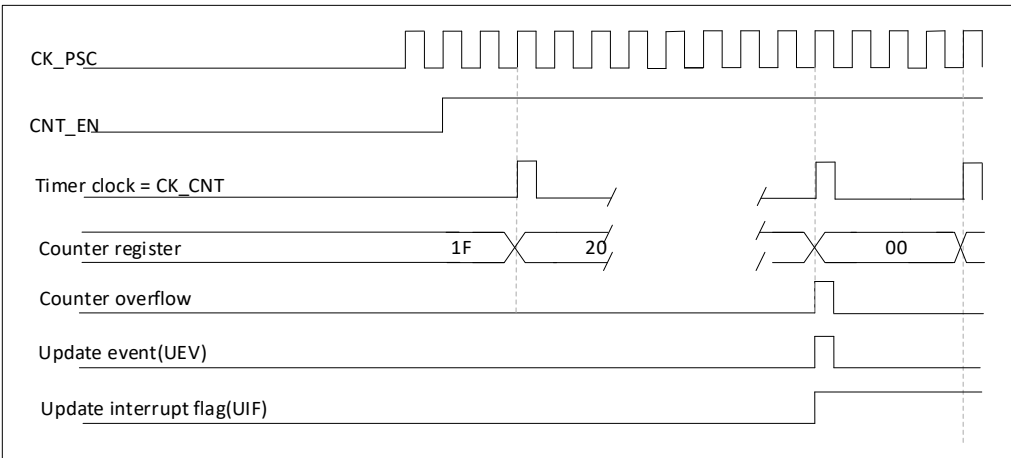 CK_PSC
CNT_EN
Timer clock = CK_CNT
Counter register 1F 20 00
Counter overflow
Update event(UEV)
Update interrupt flag(UIF)